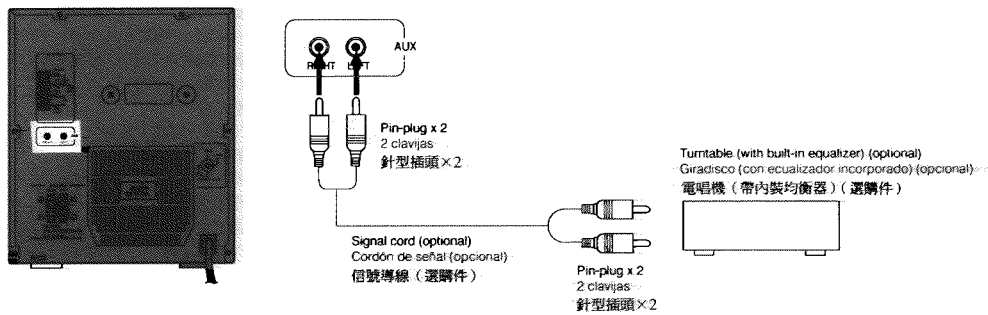 AUX
RIGHT LEFT
Pin-plug x 2
2 clavijas
針型插頭×2
Turntable (with built-in equalizer) (optional)
Giradisco (con ecualizador incorporado) (opcional)
電唱機（帶內裝均衡器）（選購件）
Signal cord (optional)
Cordón de señal (opcional)
信號導線（選購件）
Pin-plug x 2
2 clavijas
針型插頭×2